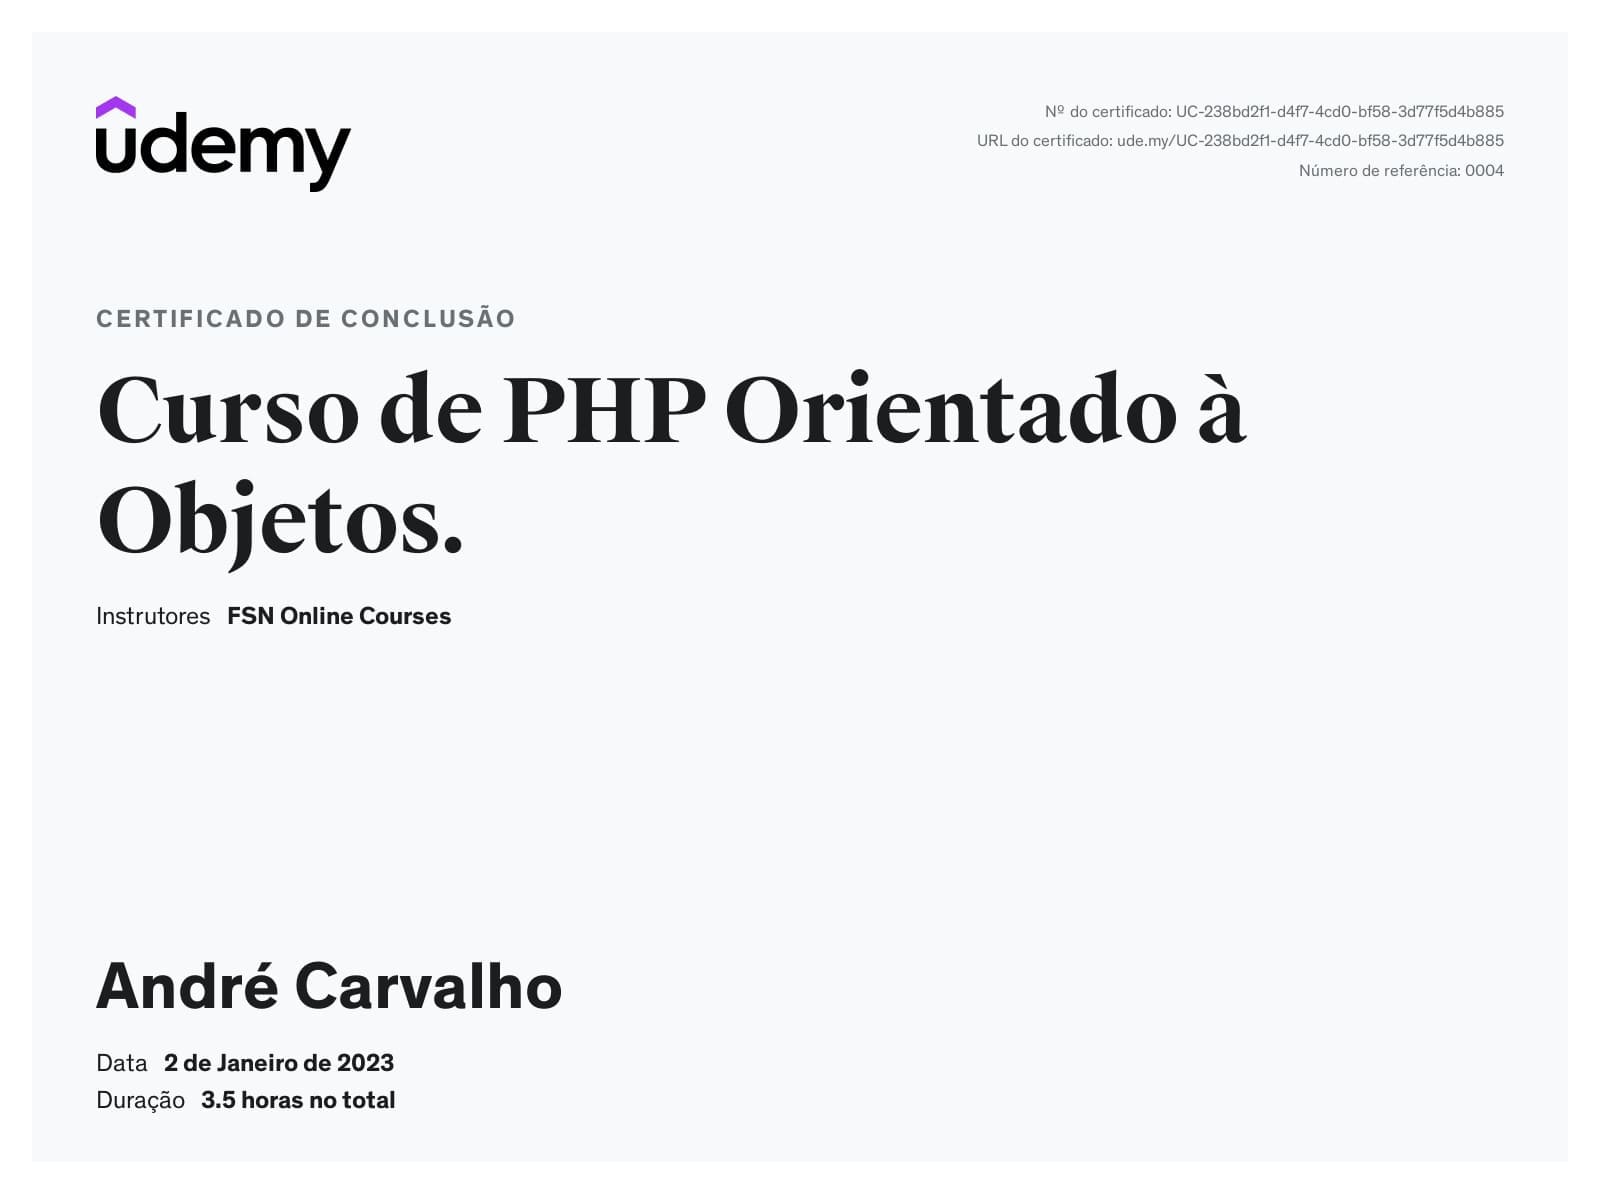 udemy
Nº do certificado: UC-238bd2f1-d4f7-4cd0-bf58-3d77f5d4b885
URL do certificado: ude.my/UC-238bd2f1-d4f7-4cd0-bf58-3d77f5d4b885
Número de referência: 0004
CERTIFICADO DE CONCLUSÃO
Curso de PHP Orientado à
Objetos.
Instrutores FSN Online Courses
André Carvalho
Data 2 de Janeiro de 2023
Duração 3.5 horas no total